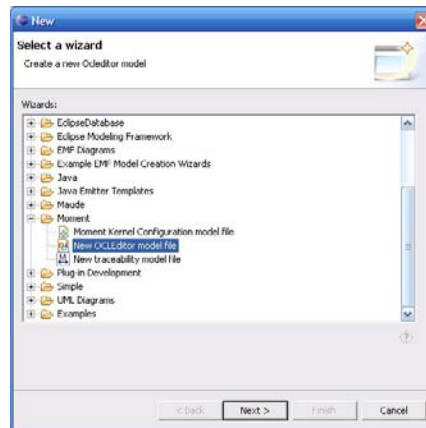 New
Select a wizard
Create a new Ocleditor model
Wizards:
EclipseDatabase
Eclipse Modeling Framework
EMF Diagrams
Example EMF Model Creation Wizards
Java
Java Emitter Templates
Maude
Moment
Moment Kernel Configuration model file
New OCLEditor model file
New traceability model file
Plug-in Development
Simple
UML Diagrams
Examples
< Back Next > Finish Cancel